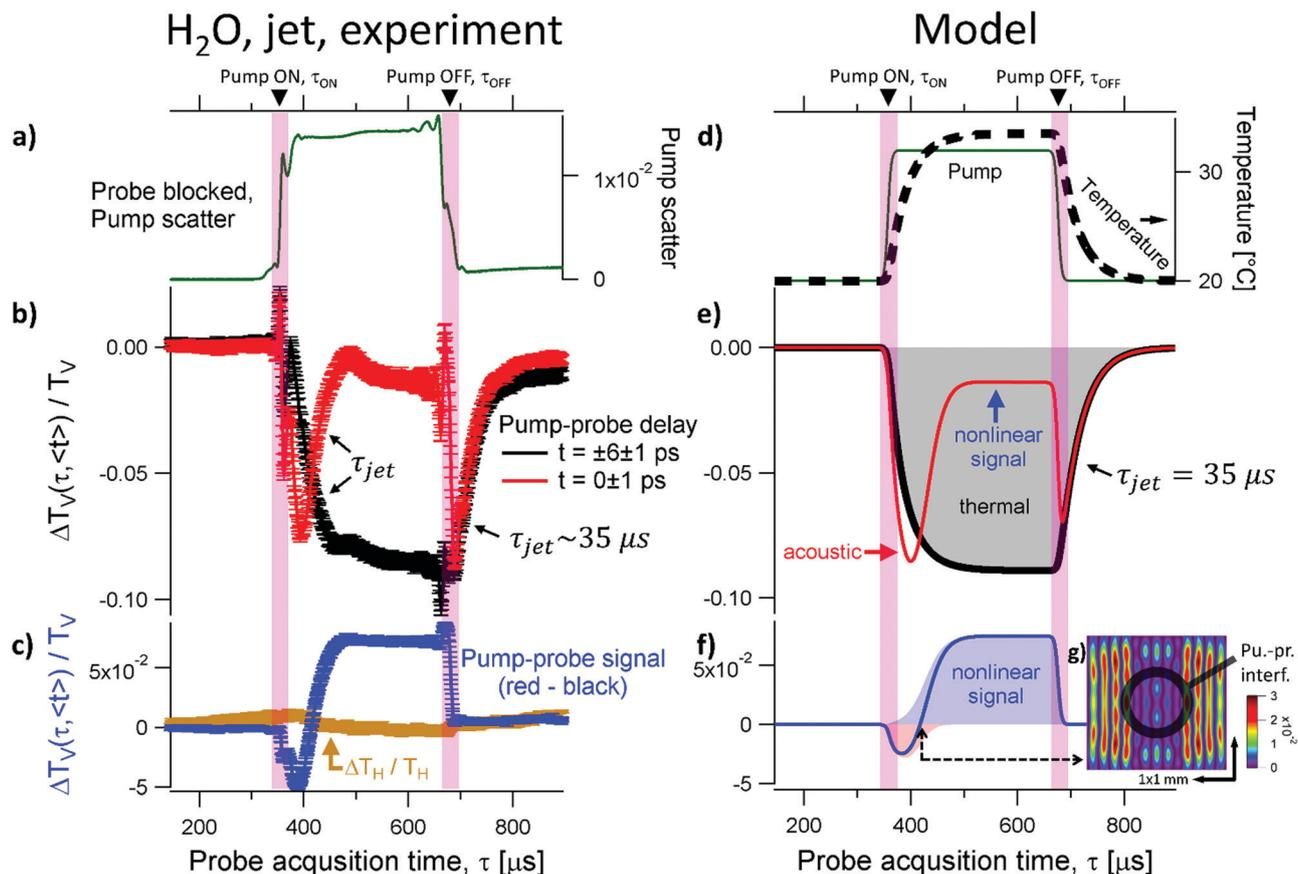 H₂O, jet, experiment
Model
Pump ON, τON
Pump OFF, τOFF
Pump ON, τON
Pump OFF, τOFF
a)
Probe blocked,
Pump scatter
1x10⁻²
0
Pump scatter
d)
Pump
Temperature
30
20
Temperature [°C]
b)
0.00
-0.05
-0.10
ΔTV(τ, <t>) / TV
Pump-probe delay
t = ±6±1 ps
t = 0±1 ps
τjet
τjet~35 μs
e)
0.00
-0.05
-0.10
nonlinear
signal
thermal
acoustic
τjet = 35 μs
c)
5x10⁻²
0
-5
ΔTV(τ, <t>) / TV
Pump-probe signal
(red - black)
ΔTH / TH
f)
5x10⁻²
0
-5
nonlinear
signal
g)
Pu.-pr.
interf.
3
2
1
0
x10⁻²
1x1 mm
200
400
600
800
Probe acqusition time, τ [μs]
200
400
600
800
Probe acqusition time, τ [μs]